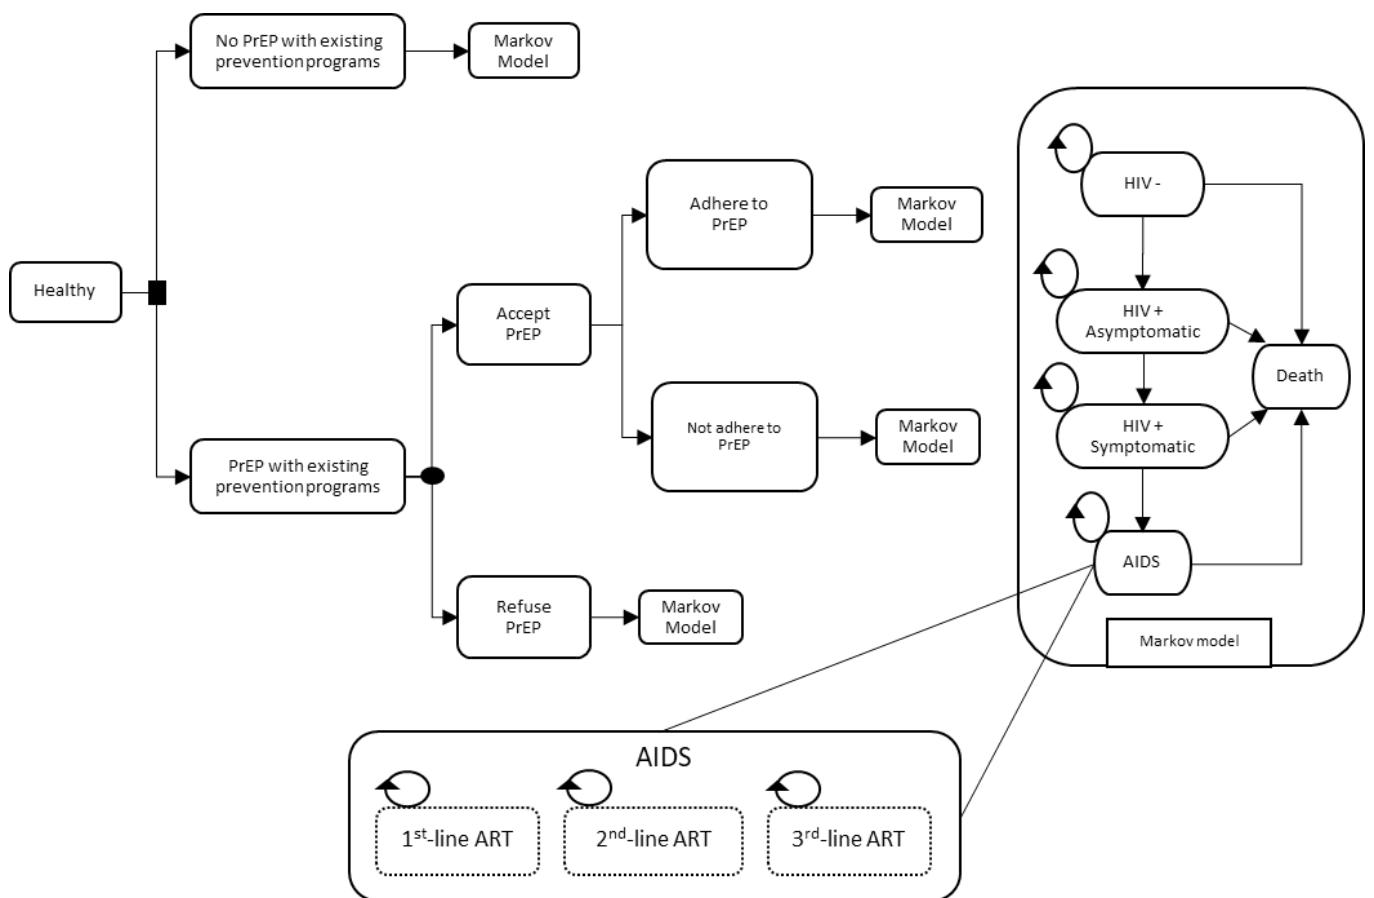 No PrEP with existing
prevention programs
Markov
Model
Healthy
Accept
PrEP
Adhere to
PrEP
Markov
Model
Not adhere to
PrEP
Markov
Model
PrEP with existing
prevention programs
Refuse
PrEP
Markov
Model
HIV -
HIV +
Asymptomatic
Death
HIV +
Symptomatic
AIDS
Markov model
AIDS
1st-line ART
2nd-line ART
3rd-line ART